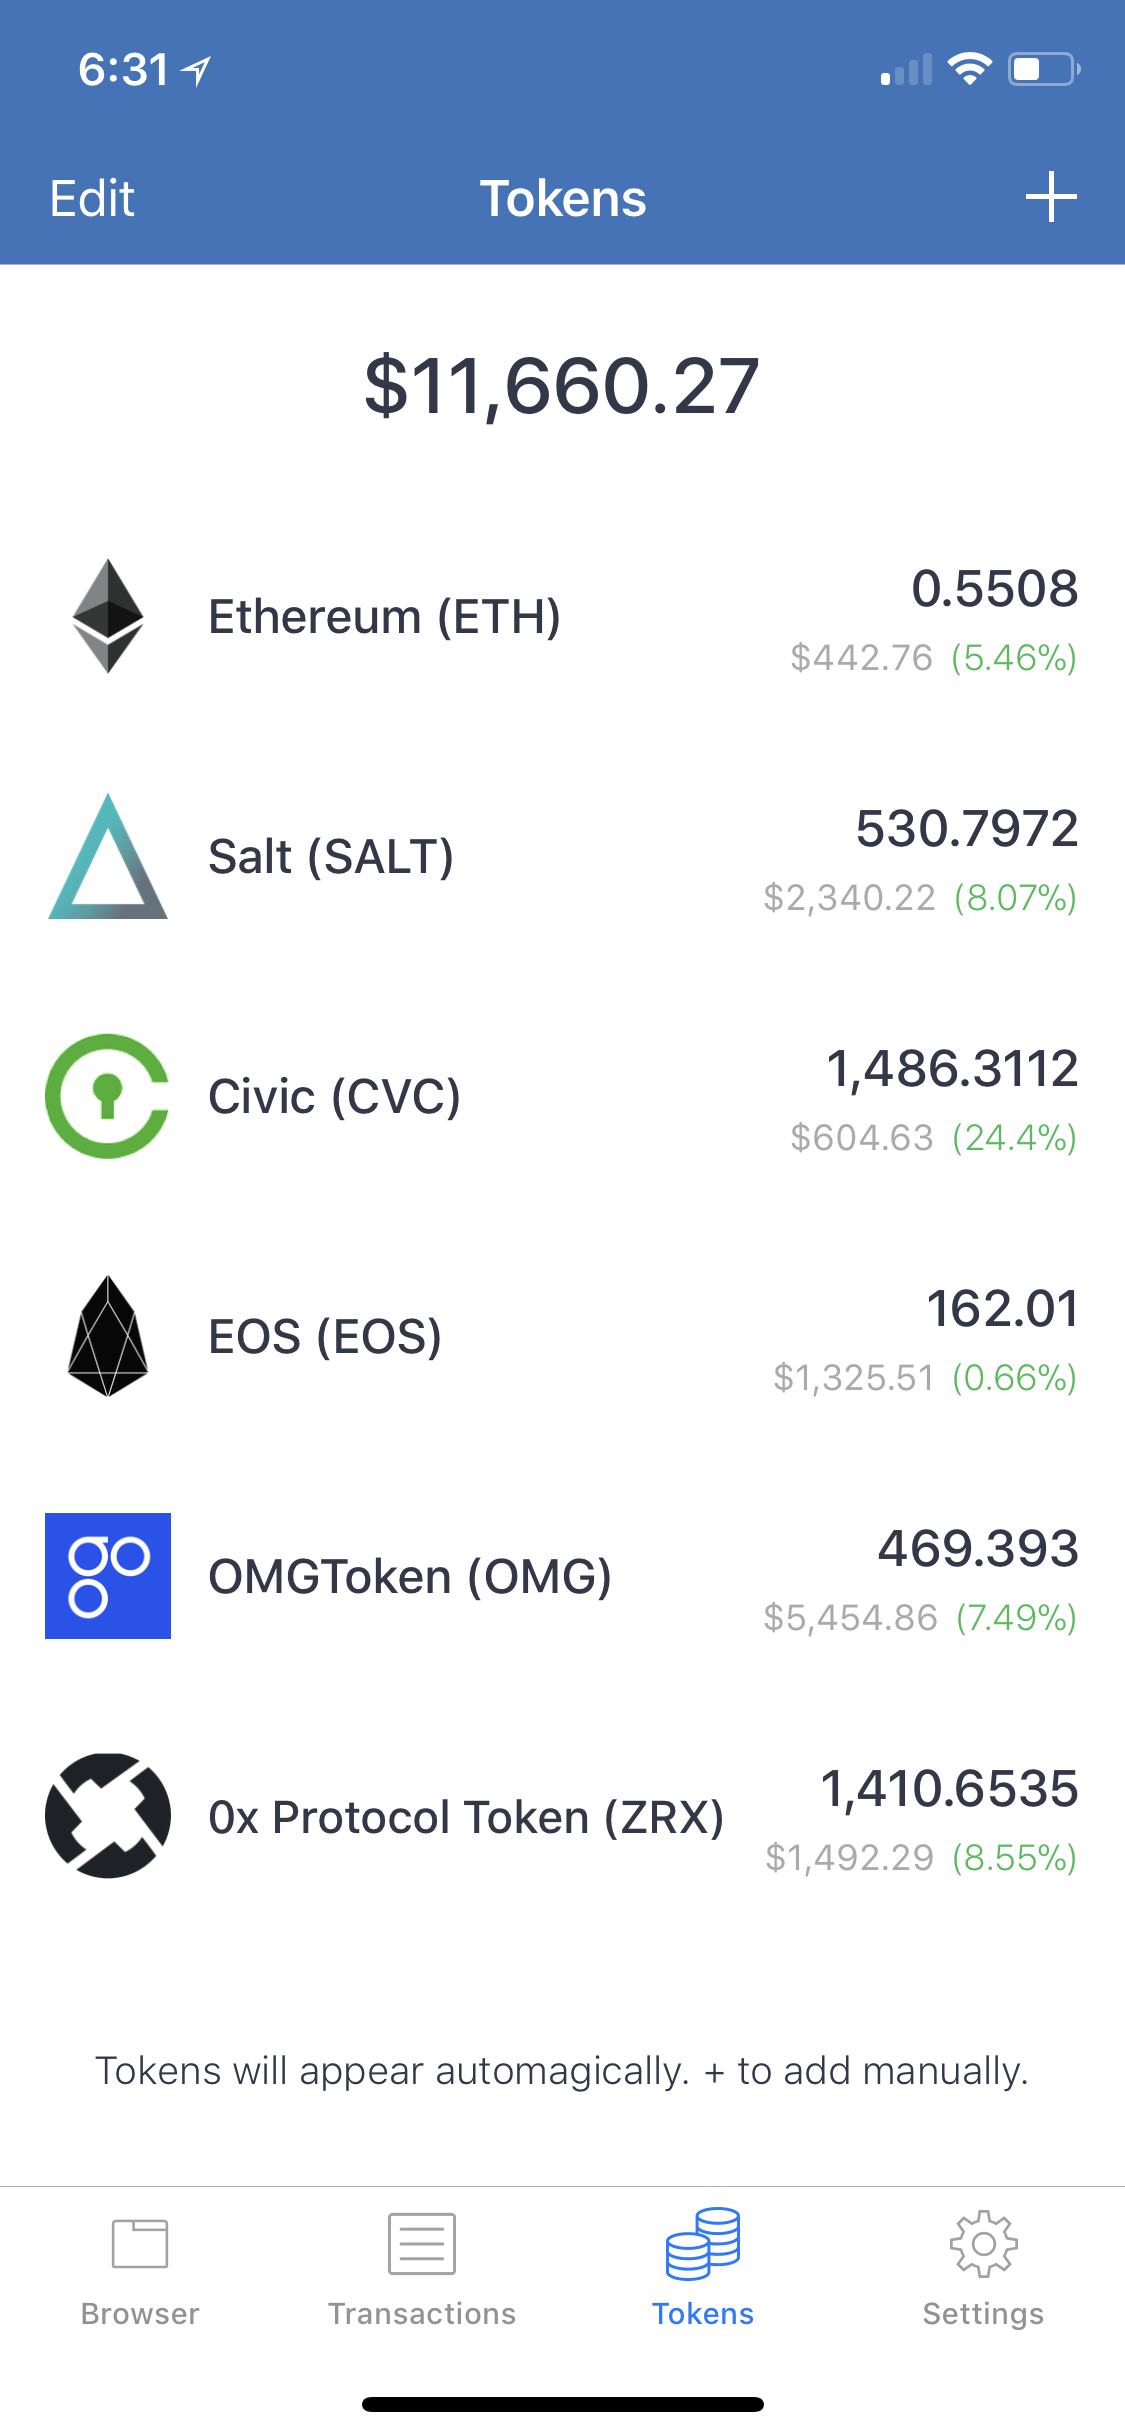 6:31
Edit Tokens +
$11,660.27
Ethereum (ETH)
0.5508
$442.76 (5.46%)
Salt (SALT)
530.7972
$2,340.22 (8.07%)
Civic (CVC)
1,486.3112
$604.63 (24.4%)
EOS (EOS)
162.01
$1,325.51 (0.66%)
OMGToken (OMG)
469.393
$5,454.86 (7.49%)
0x Protocol Token (ZRX)
1,410.6535
$1,492.29 (8.55%)
Tokens will appear automagically. + to add manually.
Browser Transactions Tokens Settings